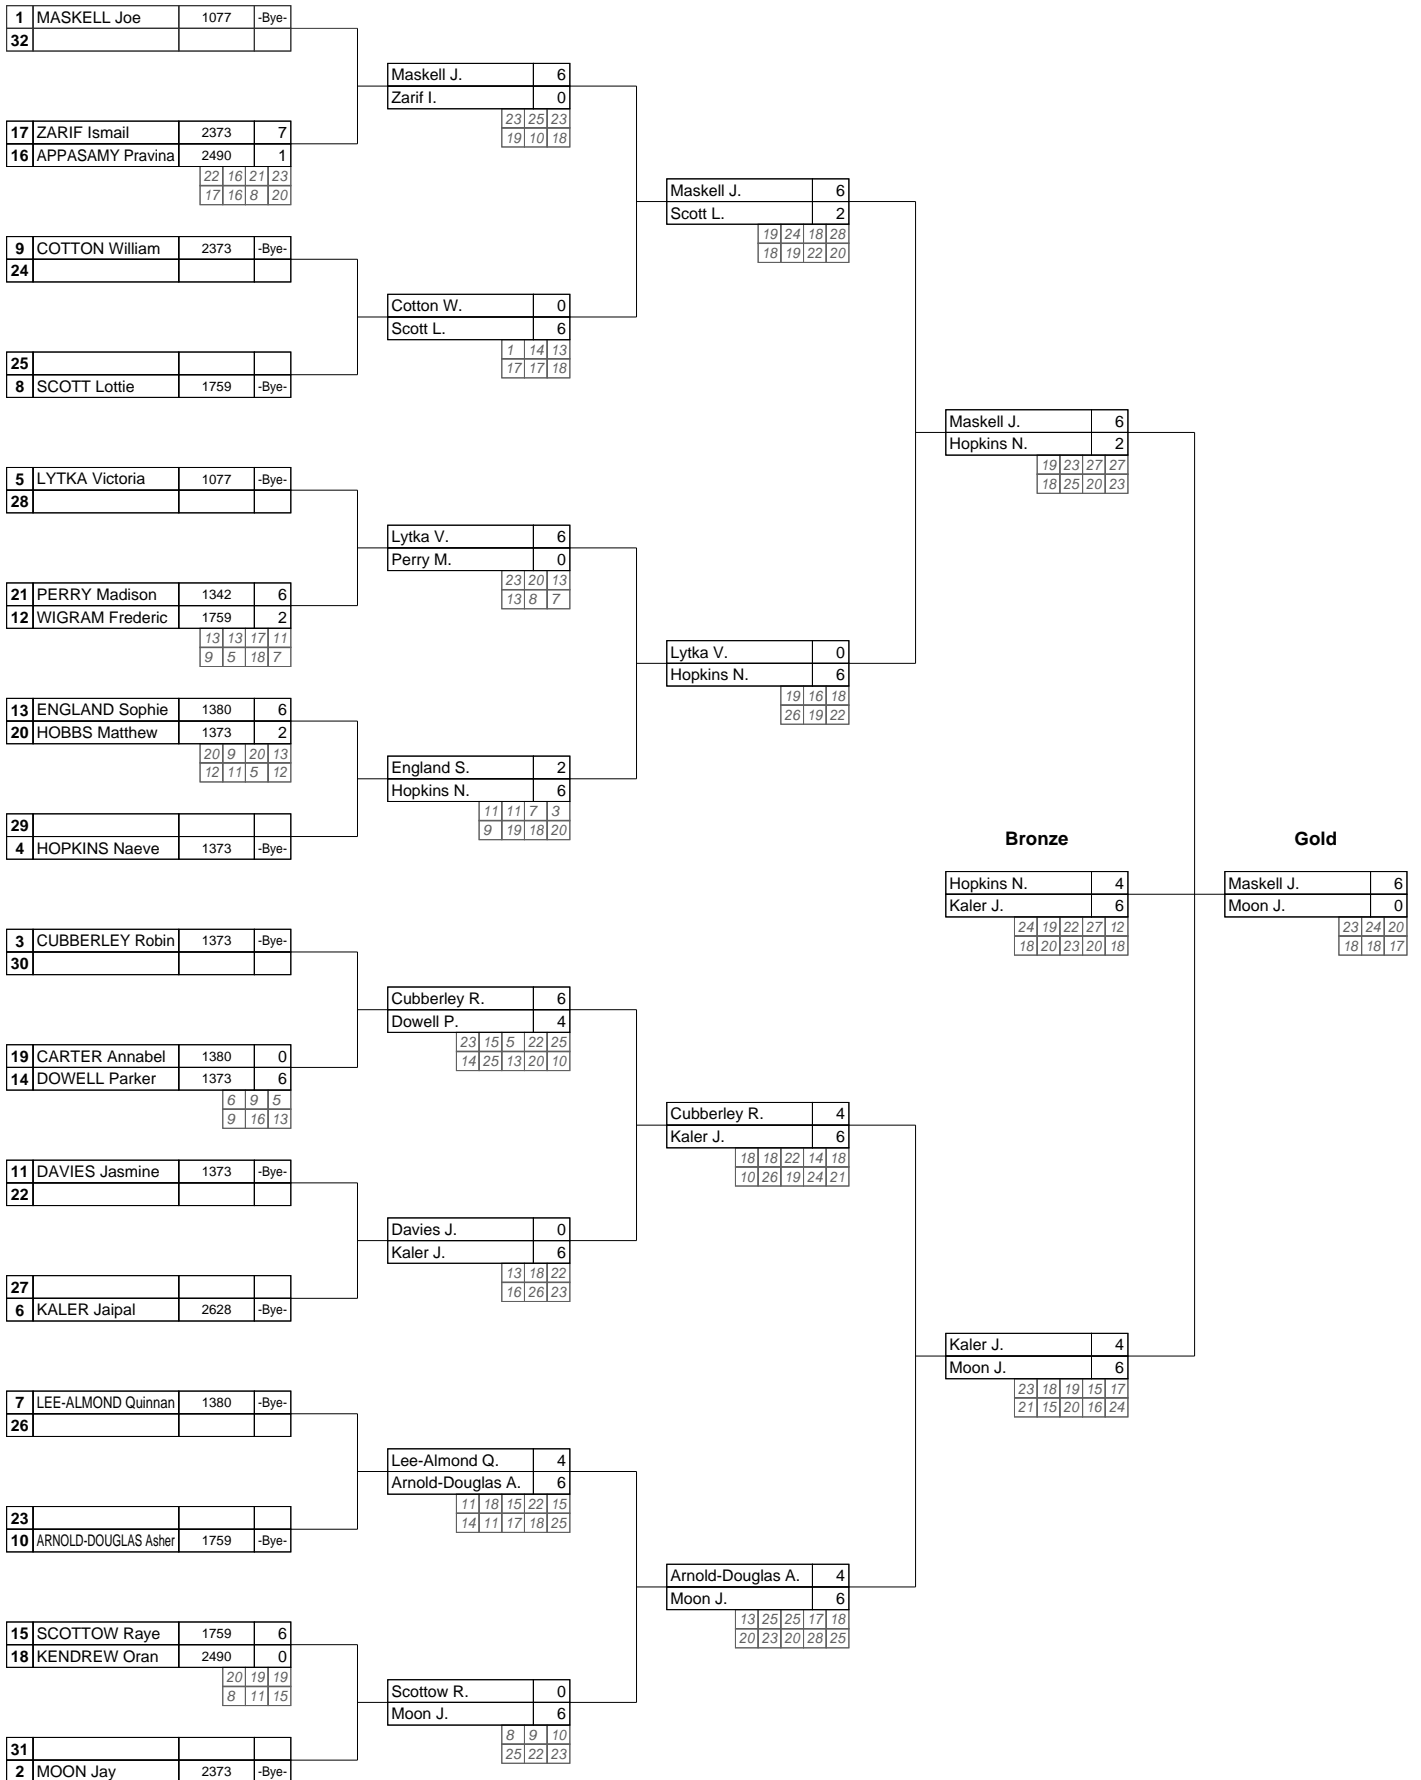 1 MASKELL Joe 1077 -Bye-
32
Maskell J. 6
Zarif I. 0
23 25 23
19 10 18
17 ZARIF Ismail 2373 7
16 APPASAMY Pravina 2490 1
22 16 21 23
17 16 8 20
Maskell J. 6
Scott L. 2
19 24 18 28
18 19 22 20
9 COTTON William 2373 -Bye-
24
Cotton W. 0
Scott L. 6
1 14 13
17 17 18
25
8 SCOTT Lottie 1759 -Bye-
Maskell J. 6
Hopkins N. 2
19 23 27 27
18 25 20 23
5 LYTKA Victoria 1077 -Bye-
28
Lytka V. 6
Perry M. 0
23 20 13
13 8 7
21 PERRY Madison 1342 6
12 WIGRAM Frederic 1759 2
13 13 17 11
9 5 18 7
Lytka V. 0
Hopkins N. 6
19 16 18
26 19 22
13 ENGLAND Sophie 1380 6
20 HOBBS Matthew 1373 2
20 9 20 13
12 11 5 12
England S. 2
Hopkins N. 6
11 11 7 3
9 19 18 20
29
4 HOPKINS Naeve 1373 -Bye-
Bronze Gold
Hopkins N. 4 Maskell J. 6
Kaler J. 6 Moon J. 0
24 19 22 27 12 23 24 20
18 20 23 20 18 18 18 17
3 CUBBERLEY Robin 1373 -Bye-
30
Cubberley R. 6
Dowell P. 4
23 15 5 22 25
14 25 13 20 10
19 CARTER Annabel 1380 0
14 DOWELL Parker 1373 6
6 9 5
9 16 13
Cubberley R. 4
Kaler J. 6
18 18 22 14 18
10 26 19 24 21
11 DAVIES Jasmine 1373 -Bye-
22
Davies J. 0
Kaler J. 6
13 18 22
16 26 23
27
6 KALER Jaipal 2628 -Bye-
Kaler J. 4
Moon J. 6
23 18 19 15 17
21 15 20 16 24
7 LEE-ALMOND Quinnan 1380 -Bye-
26
Lee-Almond Q. 4
Arnold-Douglas A. 6
11 18 15 22 15
14 11 17 18 25
23
10 ARNOLD-DOUGLAS Asher 1759 -Bye-
Arnold-Douglas A. 4
Moon J. 6
13 25 25 17 18
20 23 20 28 25
15 SCOTTOW Raye 1759 6
18 KENDREW Oran 2490 0
20 19 19
8 11 15
Scottow R. 0
Moon J. 6
8 9 10
25 22 23
31
2 MOON Jay 2373 -Bye-